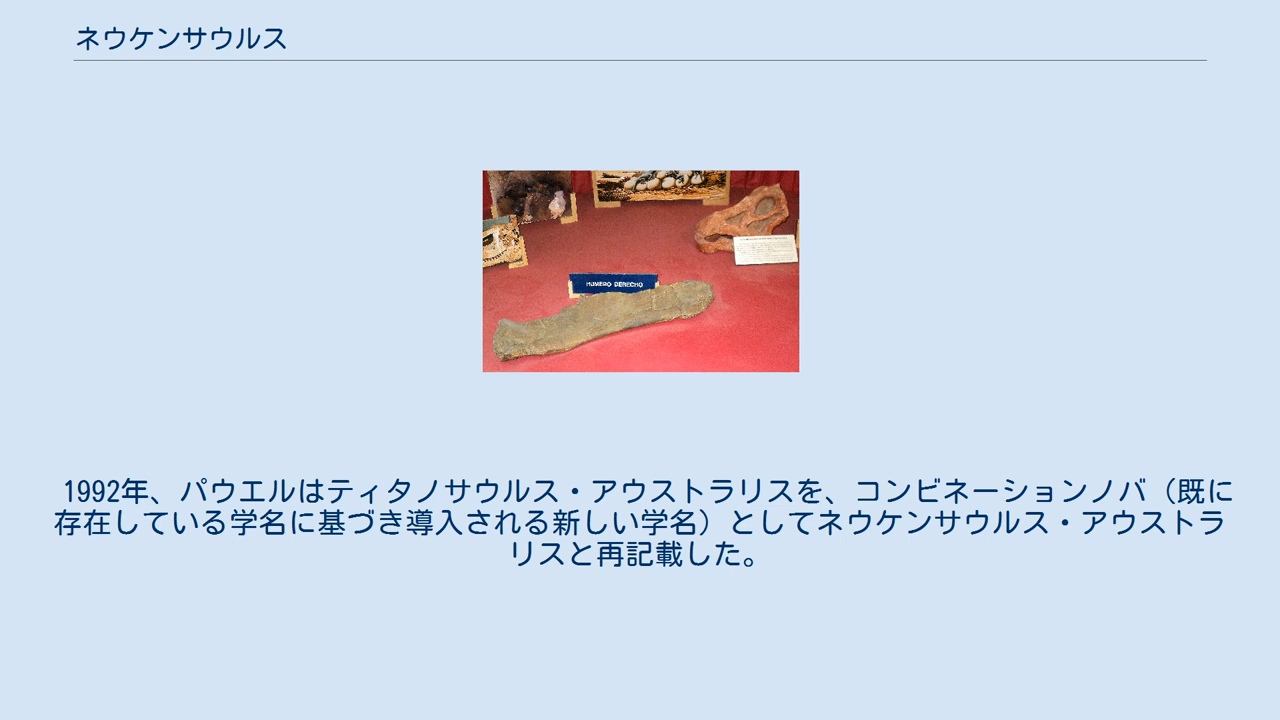 ネウケンサウルス
HUMERO DERECHO
1992年、パウエルはティタノサウルス・アウストラリスを、コンビネーションノバ（既に
存在している学名に基づき導入される新しい学名）としてネウケンサウルス・アウストラ
リスと再記載した。